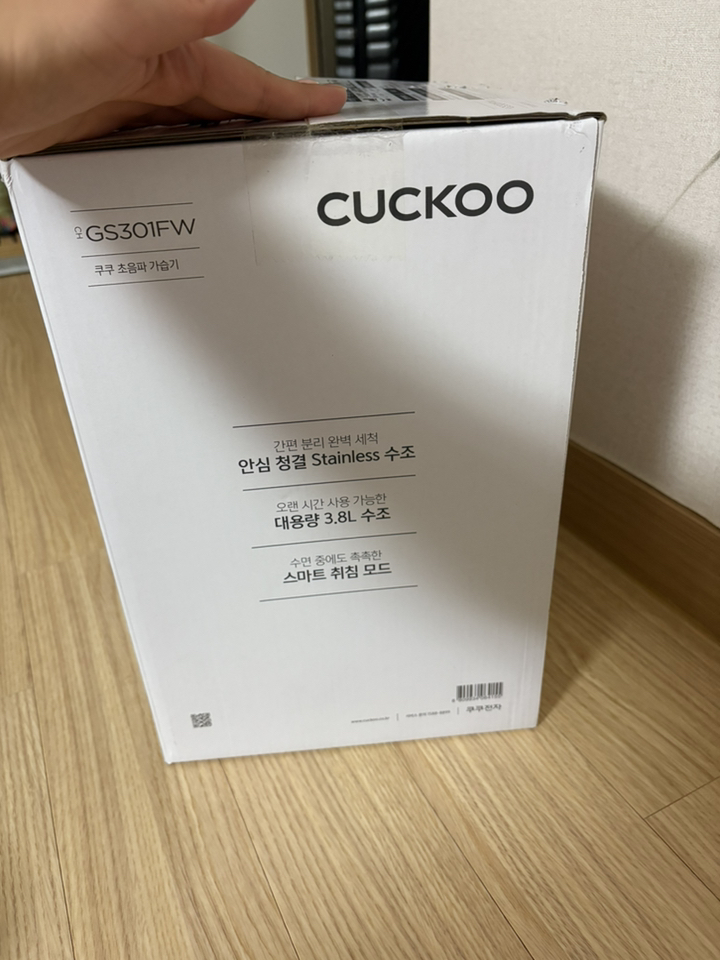 CUCKOO
CH GS301FW
쿠쿠 초음파 가습기
간편 분리 완벽 세척
안심 청결 Stainless 수조
오랜 시간 사용 가능한
대용량 3.8L 수조
수면 중에도 촉촉한
스마트 취침 모드
쿠쿠전자